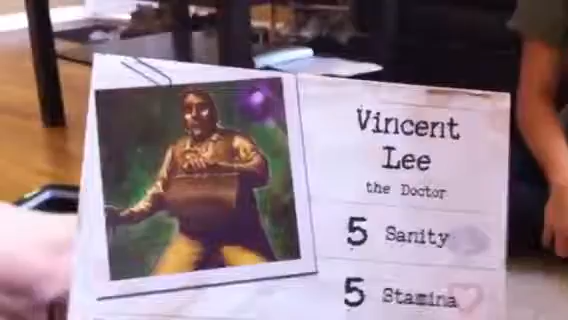 Vincent
Lee
the Doctor
5 Sanity
5 Stamina